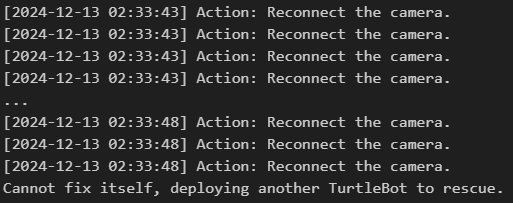 [2024-12-13 02:33:43] Action: Reconnect the camera.
[2024-12-13 02:33:43] Action: Reconnect the camera.
[2024-12-13 02:33:43] Action: Reconnect the camera.
[2024-12-13 02:33:43] Action: Reconnect the camera.
...
[2024-12-13 02:33:48] Action: Reconnect the camera.
[2024-12-13 02:33:48] Action: Reconnect the camera.
[2024-12-13 02:33:48] Action: Reconnect the camera.
Cannot fix itself, deploying another TurtleBot to rescue.